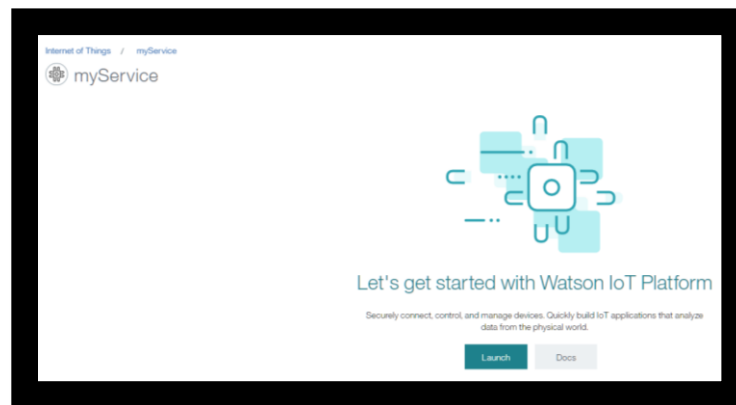 Internet of Things / myService
myService
Let's get started with Watson IoT Platform
Securely connect, control, and manage devices. Quickly build IoT applications that analyze
data from the physical world.
Launch Docs